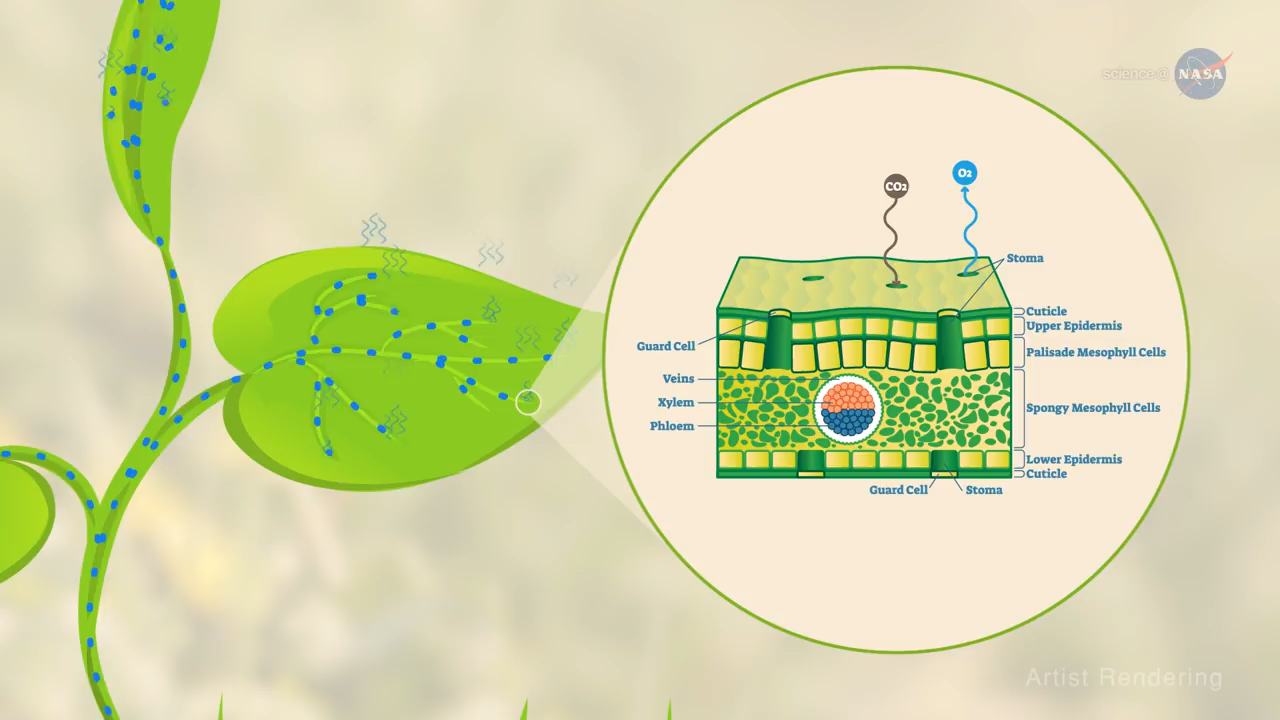 science@
NASA
CO2
O2
Stoma
Cuticle
Upper Epidermis
Guard Cell
Palisade Mesophyll Cells
Veins
Xylem
Spongy Mesophyll Cells
Phloem
Lower Epidermis
Cuticle
Guard Cell
Stoma
Artist Rendering